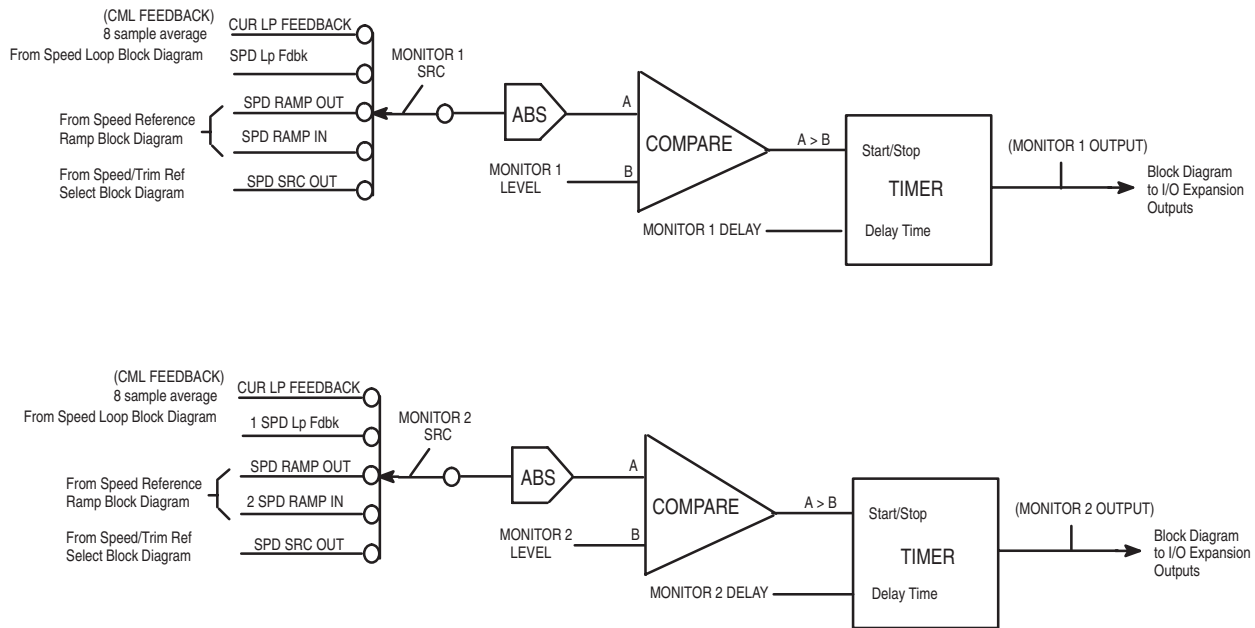 (CML FEEDBACK)
8 sample average
CUR LP FEEDBACK
From Speed Loop Block Diagram
SPD Lp Fdbk
MONITOR 1
SRC
From Speed Reference
Ramp Block Diagram
SPD RAMP OUT
SPD RAMP IN
From Speed/Trim Ref
Select Block Diagram
SPD SRC OUT
ABS
A
MONITOR 1
LEVEL
B
COMPARE
A > B
MONITOR 1 DELAY
Start/Stop
TIMER
Delay Time
(MONITOR 1 OUTPUT)
Block Diagram
to I/O Expansion
Outputs
(CML FEEDBACK)
8 sample average
CUR LP FEEDBACK
From Speed Loop Block Diagram
1 SPD Lp Fdbk
MONITOR 2
SRC
From Speed Reference
Ramp Block Diagram
SPD RAMP OUT
2 SPD RAMP IN
From Speed/Trim Ref
Select Block Diagram
SPD SRC OUT
ABS
A
MONITOR 2
LEVEL
B
COMPARE
A > B
MONITOR 2 DELAY
Start/Stop
TIMER
Delay Time
(MONITOR 2 OUTPUT)
Block Diagram
to I/O Expansion
Outputs